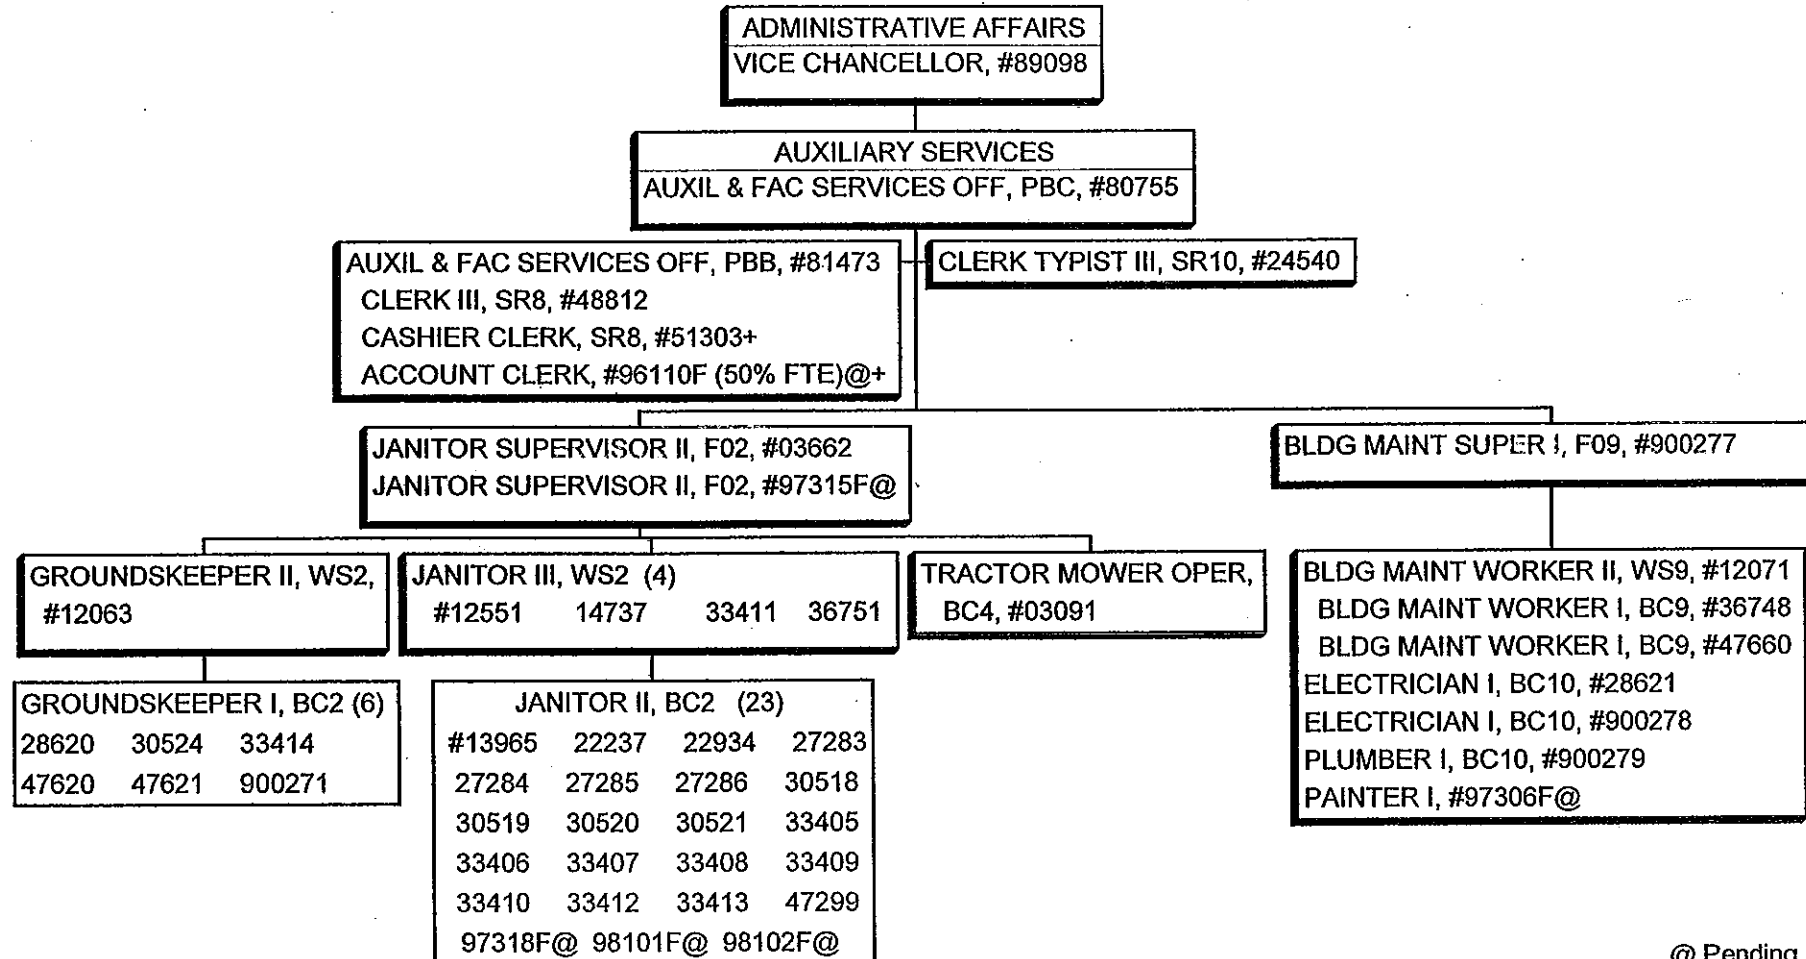 ADMINISTRATIVE AFFAIRS
VICE CHANCELLOR, #89098
AUXILIARY SERVICES
AUXIL & FAC SERVICES OFF, PBC, #80755
AUXIL & FAC SERVICES OFF, PBB, #81473
CLERK III, SR8, #48812
CASHIER CLERK, SR8, #51303+
ACCOUNT CLERK, #96110F (50% FTE)@+
CLERK TYPIST III, SR10, #24540
JANITOR SUPERVISOR II, F02, #03662
JANITOR SUPERVISOR II, F02, #97315F@
BLDG MAINT SUPER I, F09, #900277
GROUNDSKEEPER II, WS2,
#12063
JANITOR III, WS2 (4)
#12551 14737 33411 36751
TRACTOR MOWER OPER,
BC4, #03091
BLDG MAINT WORKER II, WS9, #12071
BLDG MAINT WORKER I, BC9, #36748
BLDG MAINT WORKER I, BC9, #47660
ELECTRICIAN I, BC10, #28621
ELECTRICIAN I, BC10, #900278
PLUMBER I, BC10, #900279
PAINTER I, #97306F@
GROUNDSKEEPER I, BC2 (6)
28620 30524 33414
47620 47621 900271
JANITOR II, BC2 (23)
#13965 22237 22934 27283
27284 27285 27286 30518
30519 30520 30521 33405
33406 33407 33408 33409
33410 33412 33413 47299
97318F@ 98101F@ 98102F@
@ Pending